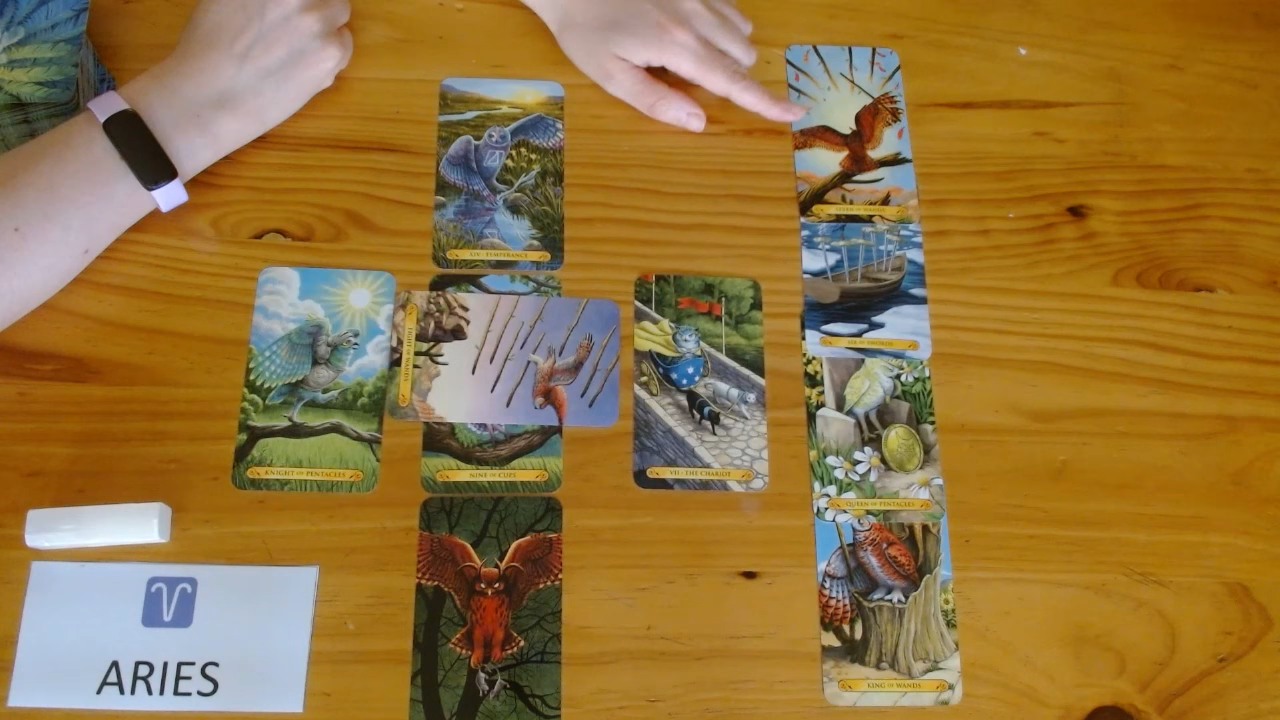 XIV · TEMPERANCE
SIX OF SWORDS
EIGHT OF WANDS
KNIGHT OF PENTACLES
NINE OF CUPS
VII · THE CHARIOT
QUEEN OF PENTACLES
KING OF WANDS
ARIES